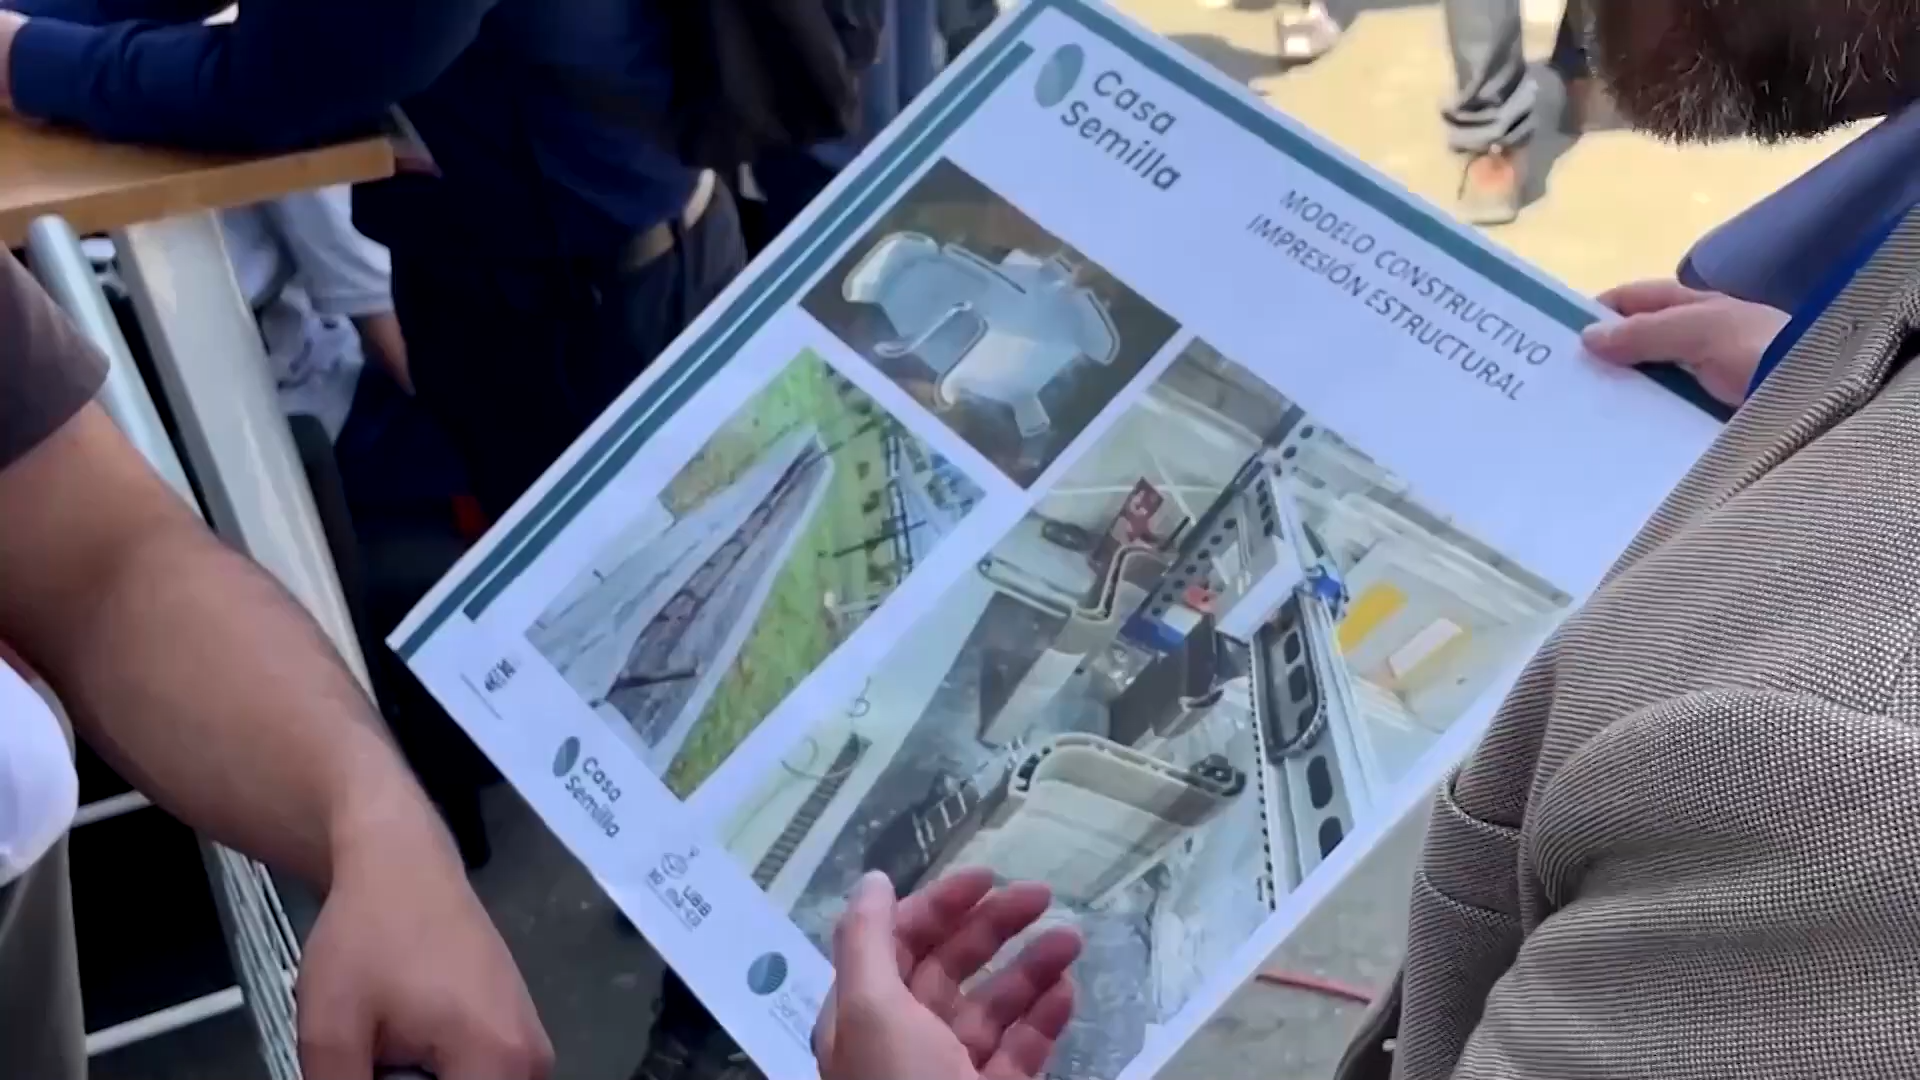 Casa
Semilla
MODELO CONSTRUCTIVO
IMPRESIÓN ESTRUCTURAL
Casa
Semilla